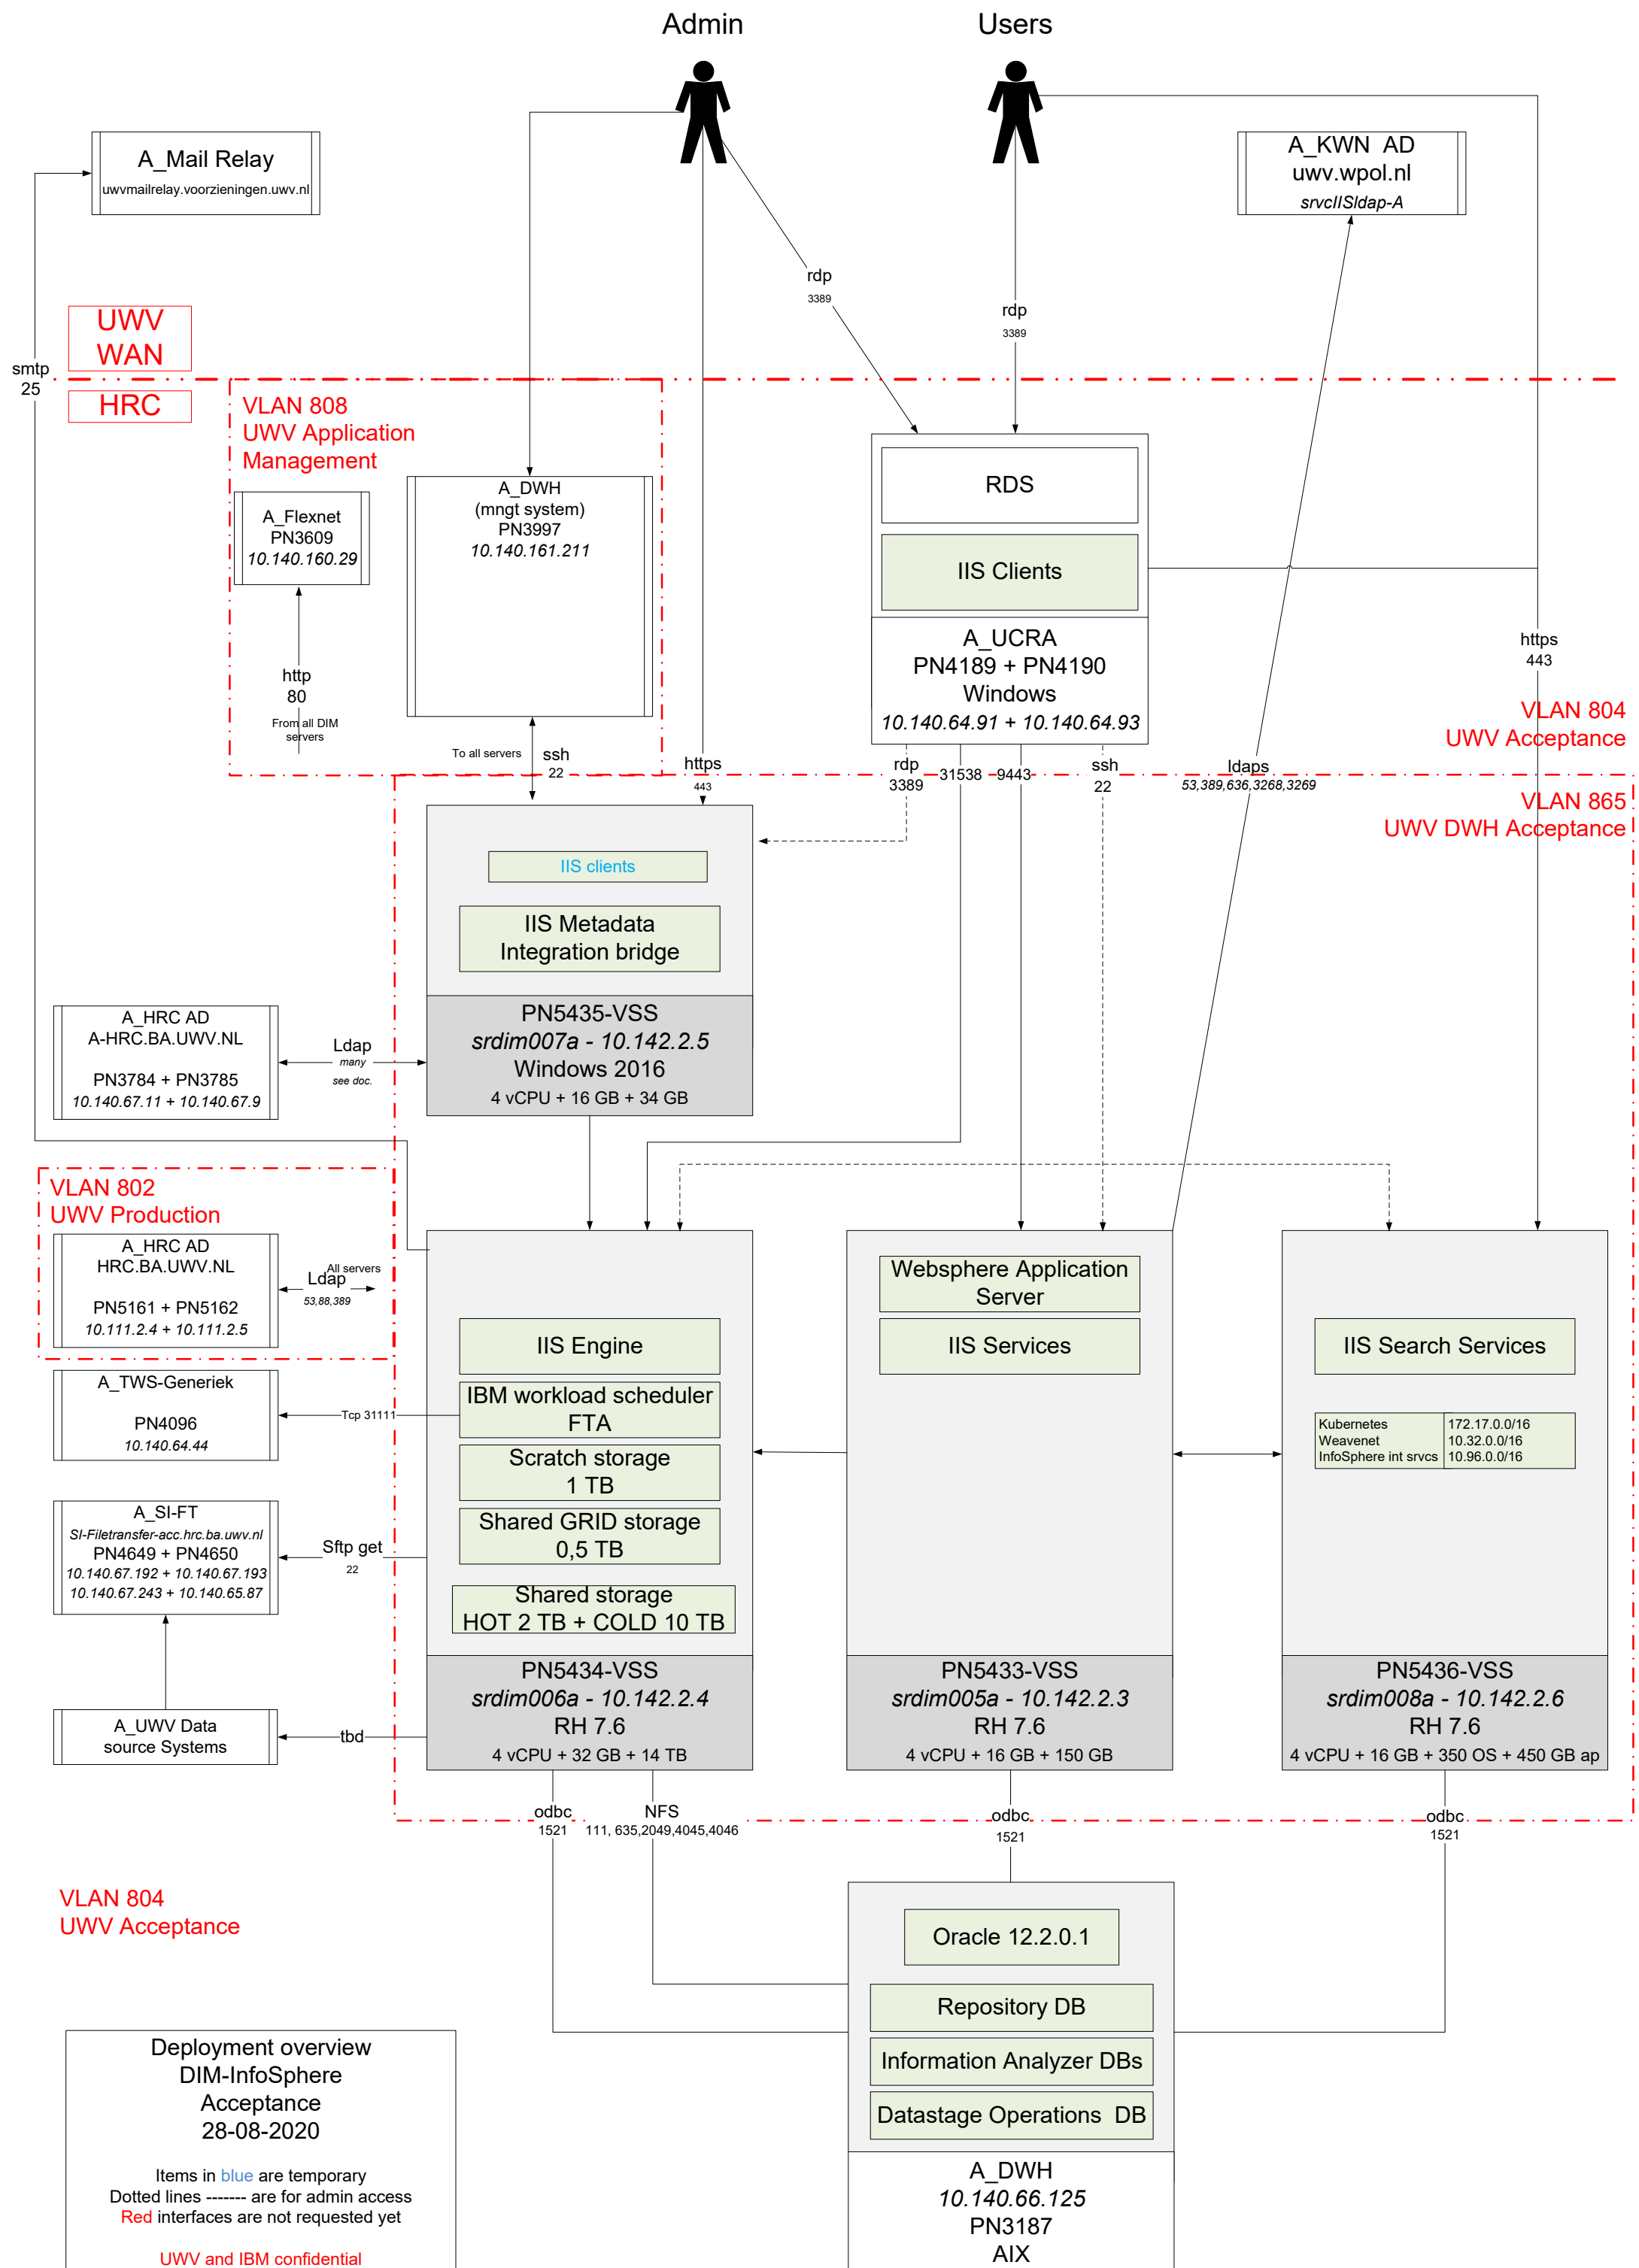 Admin
Users
A_Mail Relay
uwvmailrelay.voorzieningen.uwv.nl
A_KWN  AD
uwv.wpol.nl
srvcIISldap-A
rdp
3389
rdp
3389
UWV
WAN
smtp
25
HRC
VLAN 808
UWV Application
Management
A_Flexnet
PN3609
10.140.160.29
A_DWH
(mngt system)
PN3997
10.140.161.211
RDS
IIS Clients
A_UCRA
PN4189 + PN4190
Windows
10.140.64.91 + 10.140.64.93
http
80
From all DIM
servers
https
443
VLAN 804
UWV Acceptance
To all servers
ssh
22
https
443
rdp
3389
31538
9443
ssh
22
ldaps
53,389,636,3268,3269
VLAN 865
UWV DWH Acceptance
IIS clients
IIS Metadata
Integration bridge
PN5435-VSS
srdim007a - 10.142.2.5
Windows 2016
4 vCPU + 16 GB + 34 GB
A_HRC AD
A-HRC.BA.UWV.NL
PN3784 + PN3785
10.140.67.11 + 10.140.67.9
Ldap
many
see doc.
VLAN 802
UWV Production
A_HRC AD
HRC.BA.UWV.NL
PN5161 + PN5162
10.111.2.4 + 10.111.2.5
All servers
Ldap
53,88,389
A_TWS-Generiek
PN4096
10.140.64.44
Tcp 31111
A_SI-FT
SI-Filetransfer-acc.hrc.ba.uwv.nl
PN4649 + PN4650
10.140.67.192 + 10.140.67.193
10.140.67.243 + 10.140.65.87
Sftp get
22
A_UWV Data
source Systems
tbd
IIS Engine
IBM workload scheduler
FTA
Scratch storage
1 TB
Shared GRID storage
0,5 TB
Shared storage
HOT 2 TB + COLD 10 TB
PN5434-VSS
srdim006a - 10.142.2.4
RH 7.6
4 vCPU + 32 GB + 14 TB
Websphere Application
Server
IIS Services
PN5433-VSS
srdim005a - 10.142.2.3
RH 7.6
4 vCPU + 16 GB + 150 GB
IIS Search Services
Kubernetes 172.17.0.0/16
Weavenet 10.32.0.0/16
InfoSphere int srvcs 10.96.0.0/16
PN5436-VSS
srdim008a - 10.142.2.6
RH 7.6
4 vCPU + 16 GB + 350 OS + 450 GB ap
odbc
1521
NFS
111, 635,2049,4045,4046
odbc
1521
odbc
1521
VLAN 804
UWV Acceptance
Oracle 12.2.0.1
Repository DB
Information Analyzer DBs
Datastage Operations  DB
A_DWH
10.140.66.125
PN3187
AIX
Deployment overview
DIM-InfoSphere
Acceptance
28-08-2020
Items in blue are temporary
Dotted lines ------- are for admin access
Red interfaces are not requested yet
UWV and IBM confidential